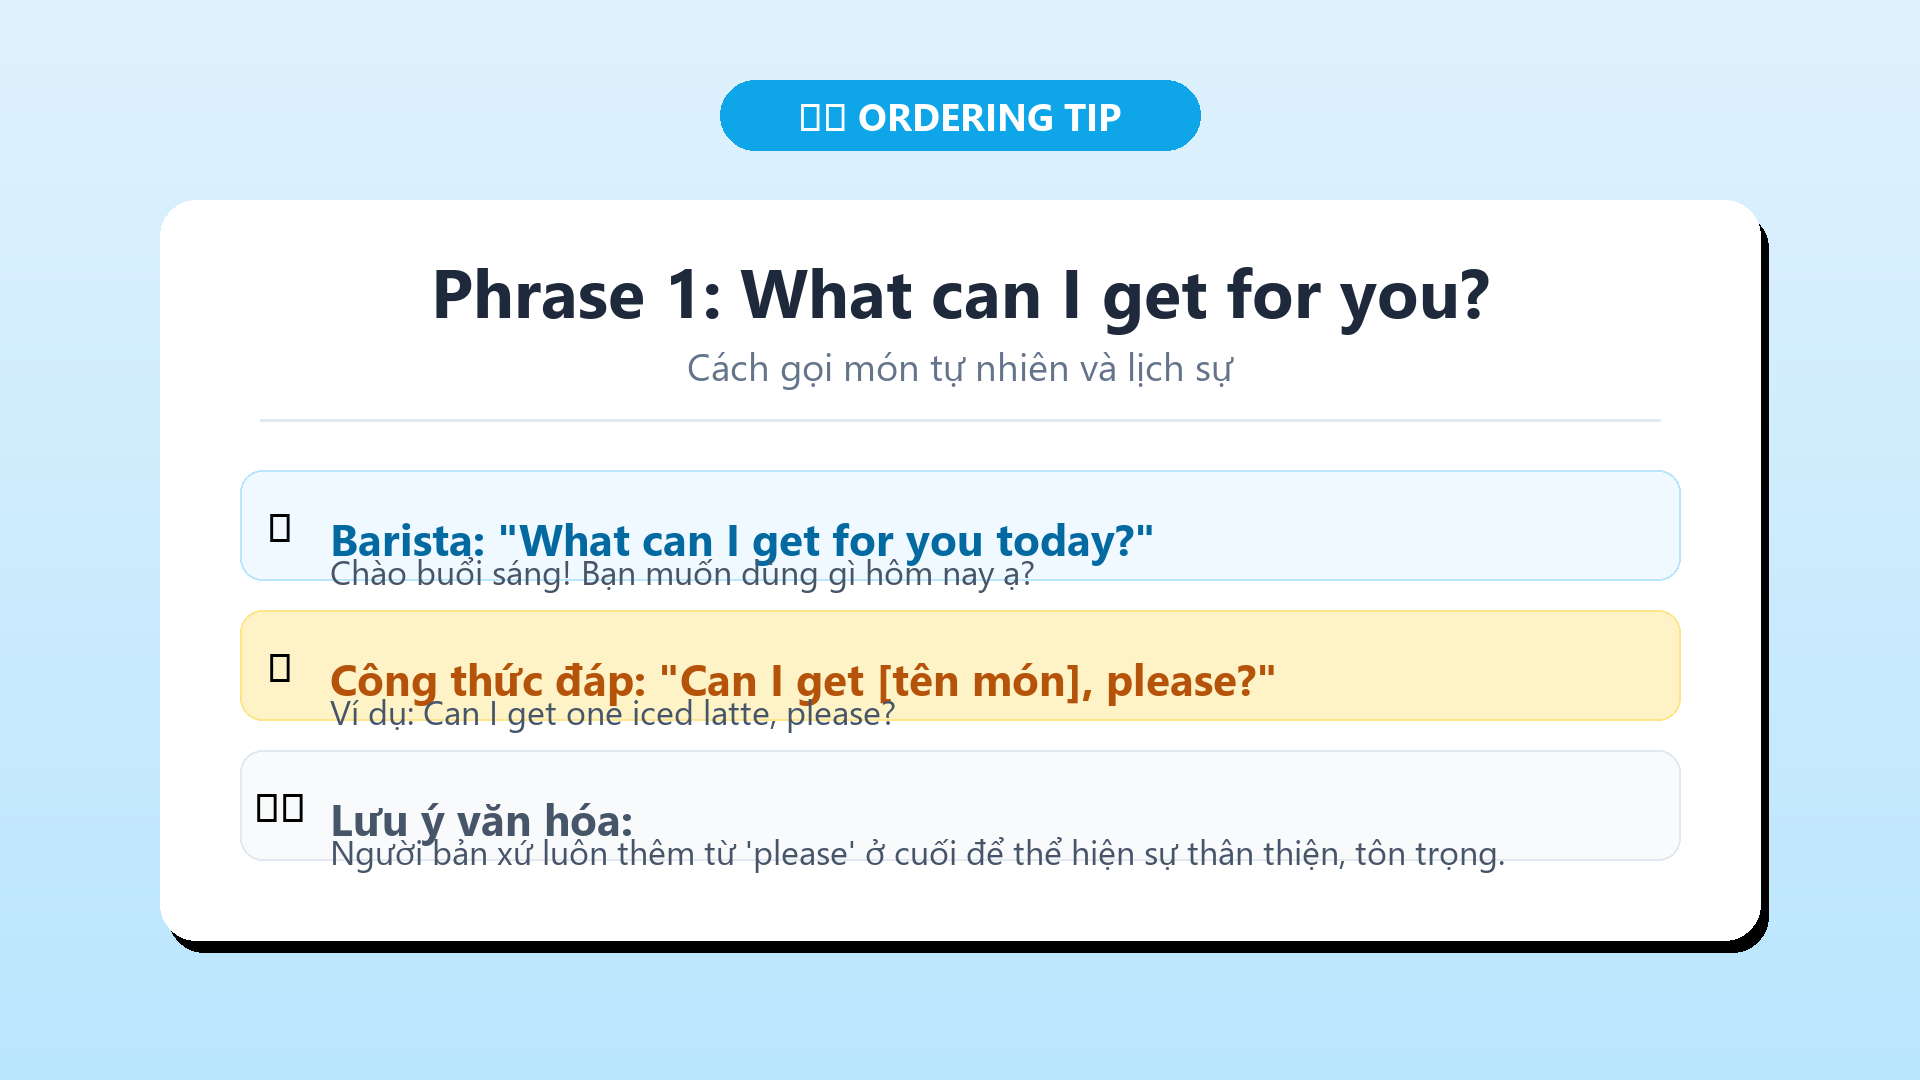 ORDERING TIP
Phrase 1: What can I get for you?
Cách gọi món tự nhiên và lịch sự
Barista: "What can I get for you today?"
Chào buổi sáng! Bạn muốn dùng gì hôm nay ạ?
Công thức đáp: "Can I get [tên món], please?"
Ví dụ: Can I get one iced latte, please?
Lưu ý văn hóa:
Người bản xứ luôn thêm từ 'please' ở cuối để thể hiện sự thân thiện, tôn trọng.